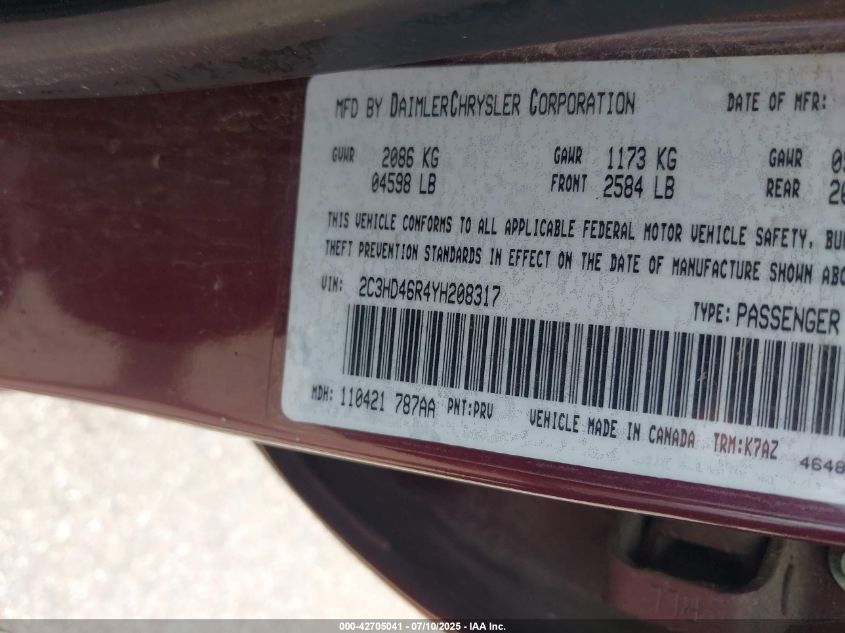 MFD BY DAIMLERCHRYSLER CORPORATION DATE OF MFR:
GVWR 2086 KG GAWR 1173 KG GAWR
04598 LB FRONT 2584 LB REAR
THIS VEHICLE CONFORMS TO ALL APPLICABLE FEDERAL MOTOR VEHICLE SAFETY,
THEFT PREVENTION STANDARDS IN EFFECT ON THE DATE OF MANUFACTURE SHOWN
VIN: 2C3HD46R4YH208317 TYPE: PASSENGER
MDH: 110421 787AA PNT:PRV VEHICLE MADE IN CANADA TRM:K7AZ
4648
000-42705041 - 07/10/2025 - IAA Inc.